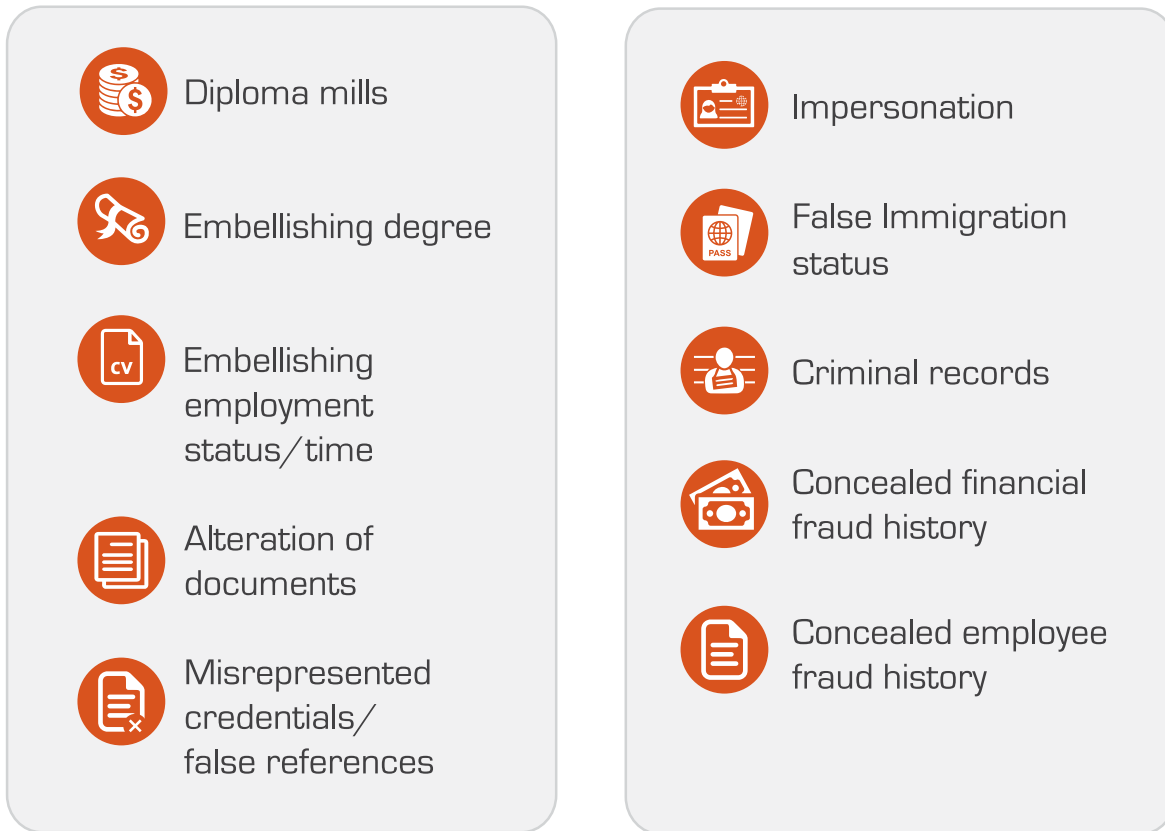 Diploma mills
Embellishing degree
CV
Embellishing
employment
status/time
Alteration of
documents
Misrepresented
credentials/
false references
Impersonation
False Immigration
status
PASS
Criminal records
Concealed financial
fraud history
Concealed employee
fraud history